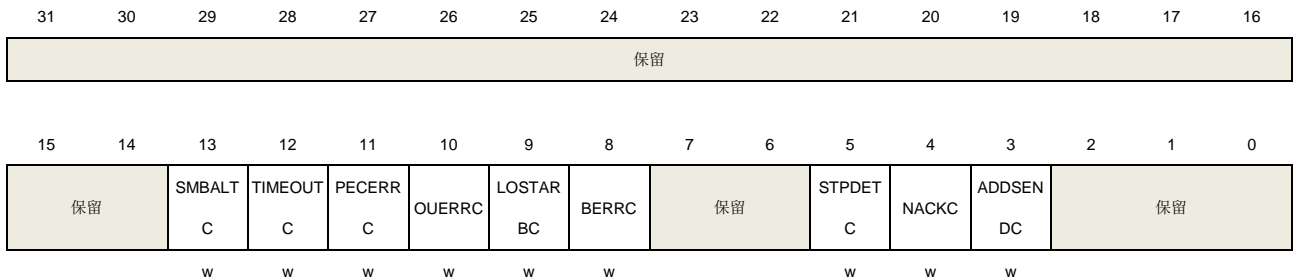 31 30 29 28 27 26 25 24 23 22 21 20 19 18 17 16
保留
15 14 13 12 11 10 9 8 7 6 5 4 3 2 1 0
保留 SMBALT TIMEOUT PECERR OUERRC LOSTAR BERRC 保留 STPDET NACKC ADDSEN 保留
C C C BC C DC
w w w w w w w w w